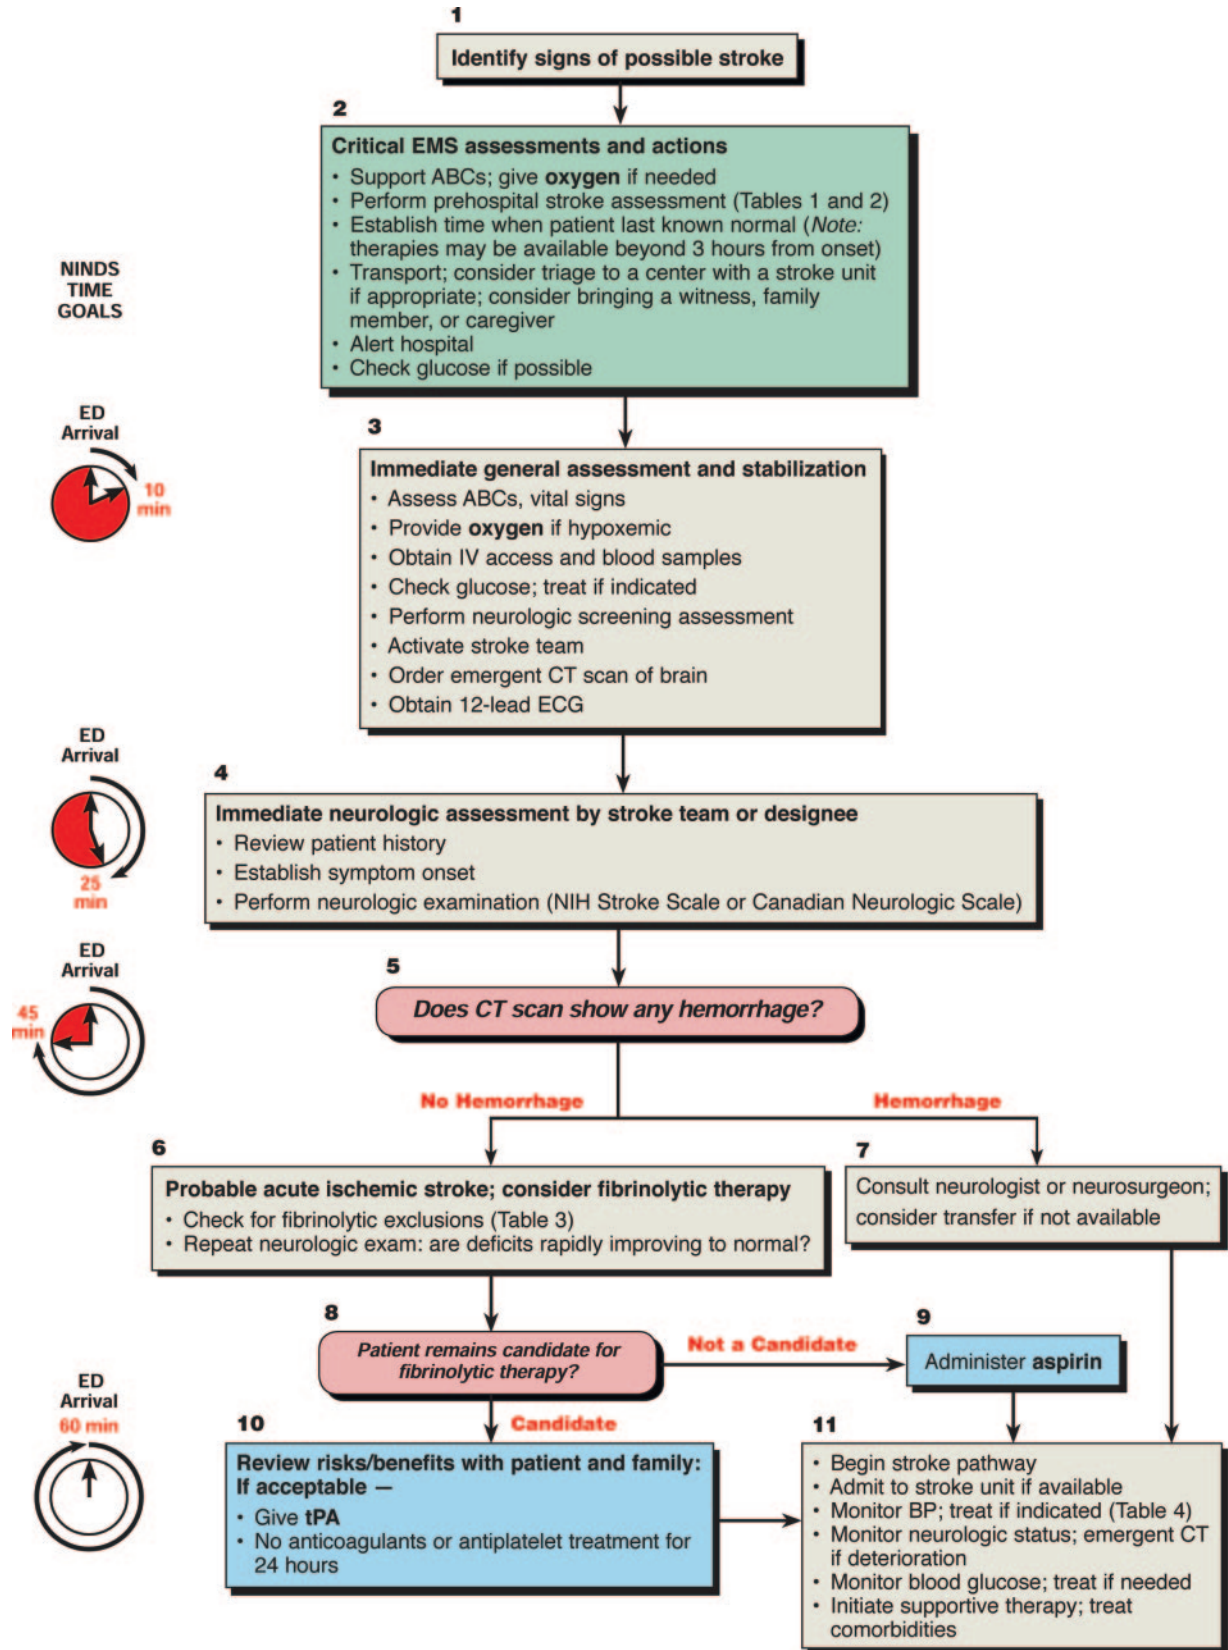 1
Identify signs of possible stroke
2
Critical EMS assessments and actions
• Support ABCs; give oxygen if needed
• Perform prehospital stroke assessment (Tables 1 and 2)
• Establish time when patient last known normal (Note:
therapies may be available beyond 3 hours from onset)
• Transport; consider triage to a center with a stroke unit
if appropriate; consider bringing a witness, family
member, or caregiver
• Alert hospital
• Check glucose if possible
NINDS
TIME
GOALS
ED
Arrival
10
min
3
Immediate general assessment and stabilization
• Assess ABCs, vital signs
• Provide oxygen if hypoxemic
• Obtain IV access and blood samples
• Check glucose; treat if indicated
• Perform neurologic screening assessment
• Activate stroke team
• Order emergent CT scan of brain
• Obtain 12-lead ECG
ED
Arrival
25
min
4
Immediate neurologic assessment by stroke team or designee
• Review patient history
• Establish symptom onset
• Perform neurologic examination (NIH Stroke Scale or Canadian Neurologic Scale)
ED
Arrival
45
min
5
Does CT scan show any hemorrhage?
No Hemorrhage
Hemorrhage
6
Probable acute ischemic stroke; consider fibrinolytic therapy
• Check for fibrinolytic exclusions (Table 3)
• Repeat neurologic exam: are deficits rapidly improving to normal?
7
Consult neurologist or neurosurgeon;
consider transfer if not available
8
Patient remains candidate for
fibrinolytic therapy?
Not a Candidate
9
Administer aspirin
Candidate
ED
Arrival
60 min
10
Review risks/benefits with patient and family:
If acceptable —
• Give tPA
• No anticoagulants or antiplatelet treatment for
24 hours
11
• Begin stroke pathway
• Admit to stroke unit if available
• Monitor BP; treat if indicated (Table 4)
• Monitor neurologic status; emergent CT
if deterioration
• Monitor blood glucose; treat if needed
• Initiate supportive therapy; treat
comorbidities